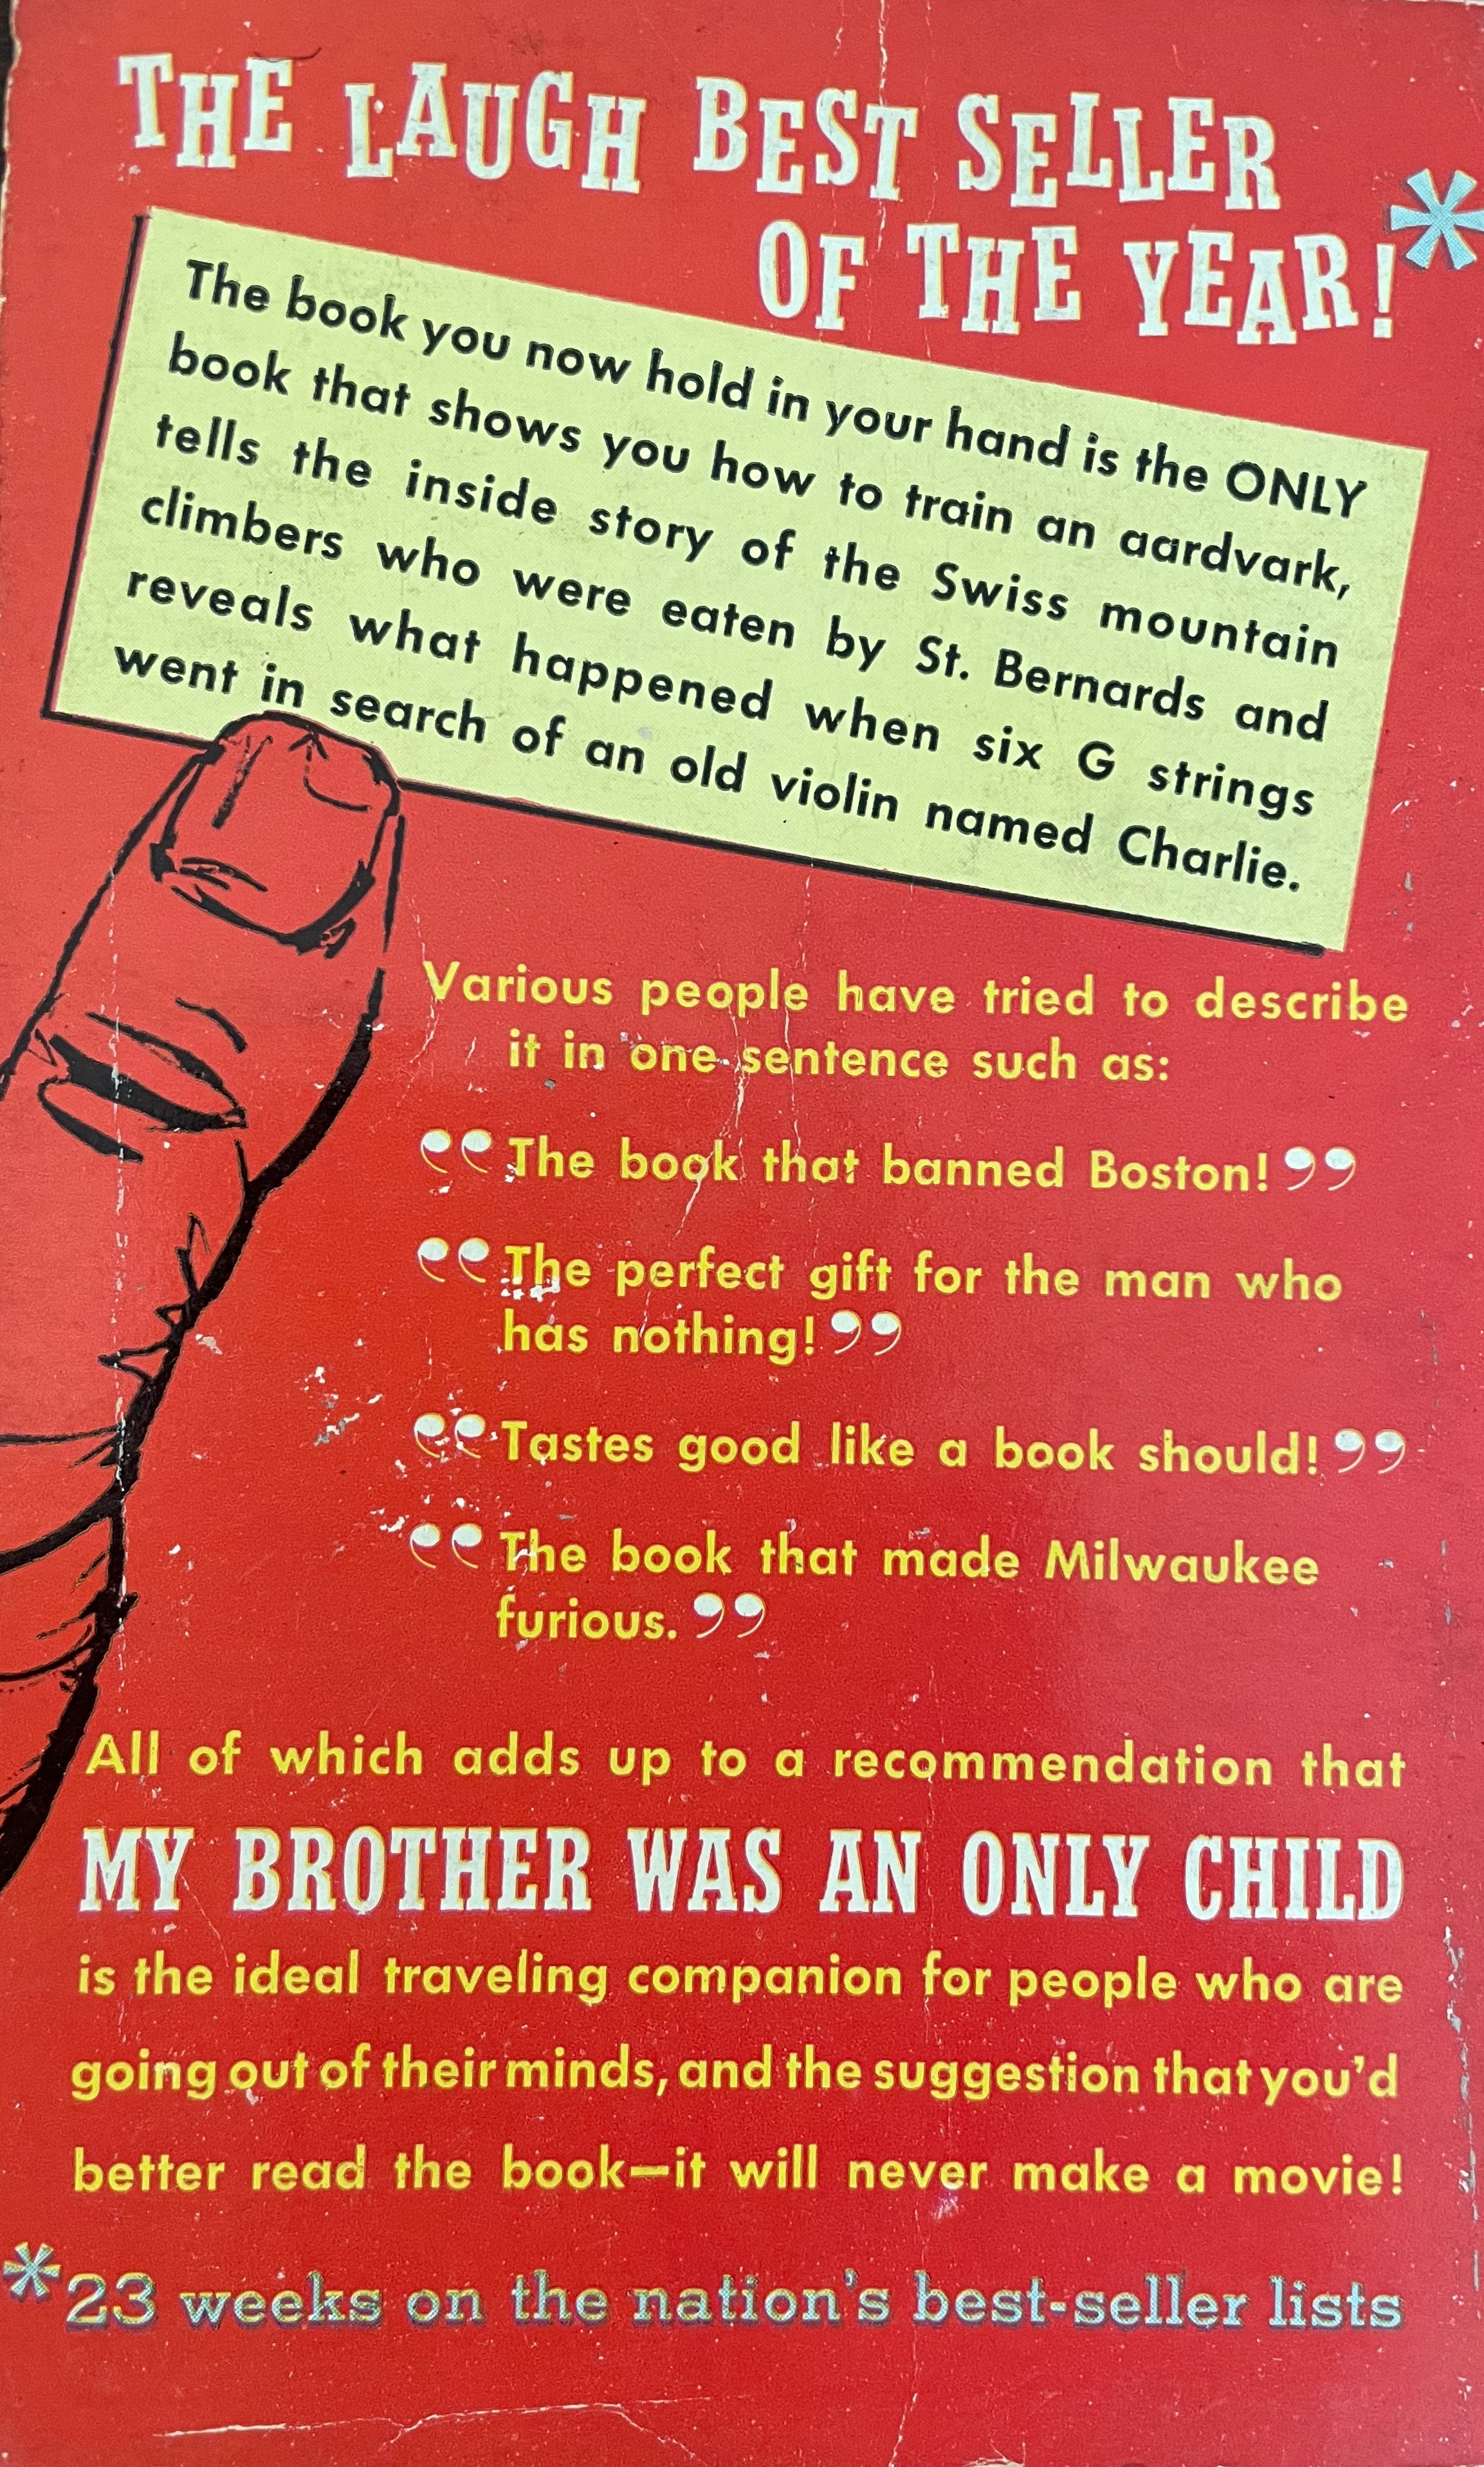 THE LAUGH BEST SELLER
OF THE YEAR!*
The book you now hold in your hand is the ONLY
book that shows you how to train an aardvark,
tells the inside story of the Swiss mountain
climbers who were eaten by St. Bernards and
reveals what happened when six G strings
went in search of an old violin named Charlie.
Various people have tried to describe
it in one sentence such as:
“The book that banned Boston!”
“The perfect gift for the man who
has nothing!”
“Tastes good like a book should!”
“The book that made Milwaukee
furious.”
All of which adds up to a recommendation that
MY BROTHER WAS AN ONLY CHILD
is the ideal traveling companion for people who are
going out of their minds, and the suggestion that you’d
better read the book—it will never make a movie!
*23 weeks on the nation's best-seller lists